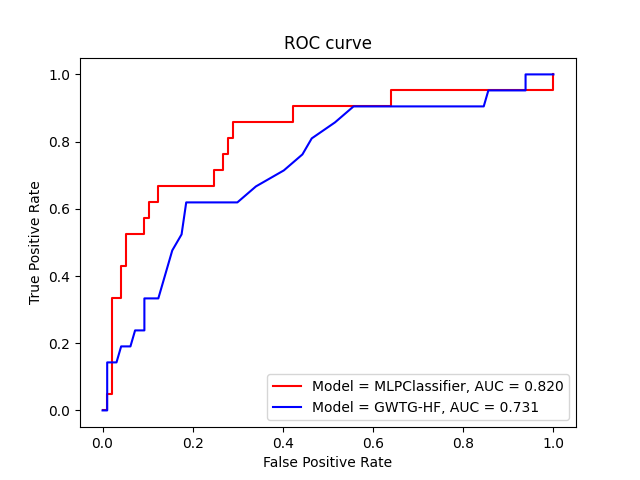 ROC curve
1.0
0.8
0.6
0.4
0.2
0.0
True Positive Rate
Model = MLPClassifier, AUC = 0.820
Model = GWTG-HF, AUC = 0.731
0.0 0.2 0.4 0.6 0.8 1.0
False Positive Rate